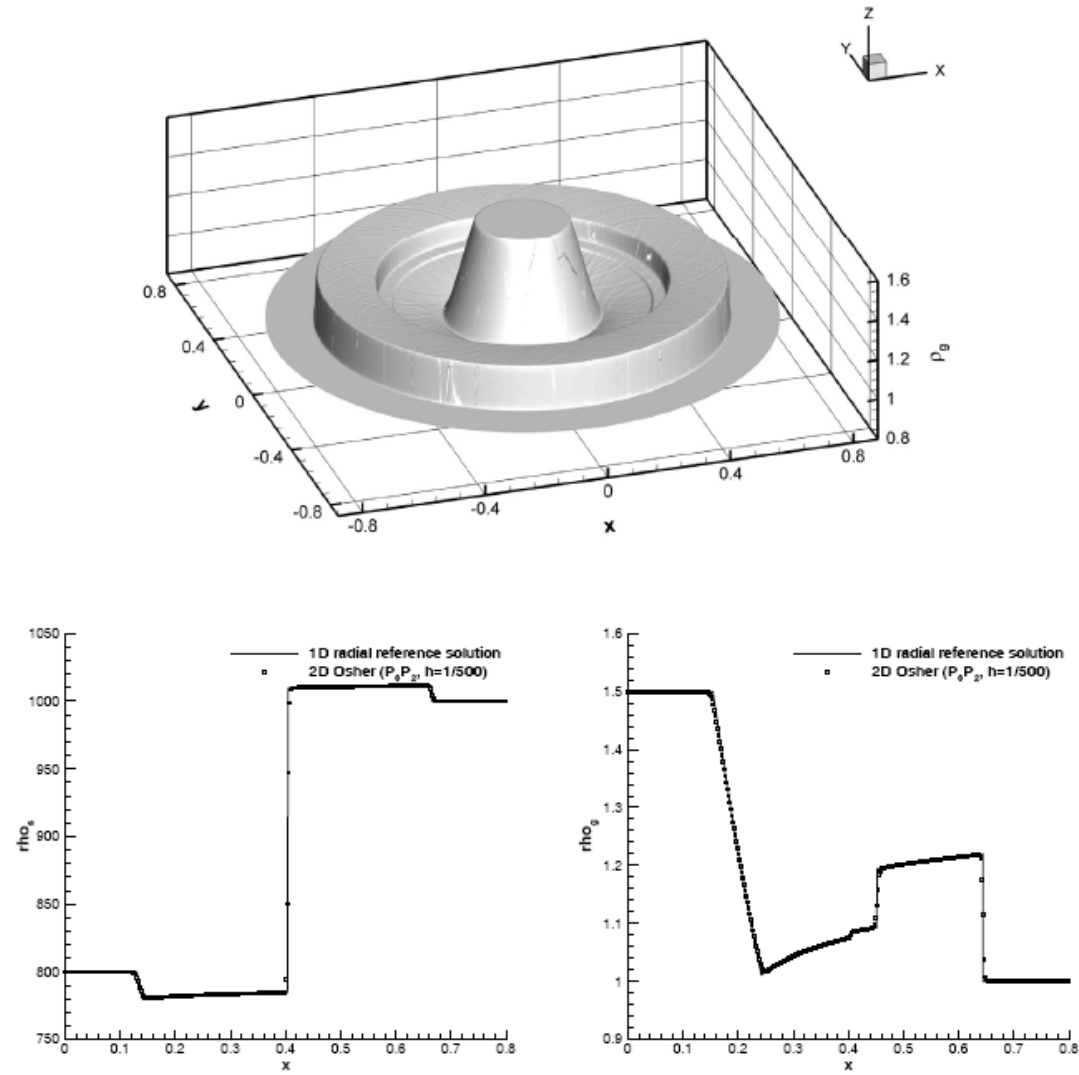 Z
Y
X
0.8
0.4
0
-0.4
-0.8
y
-0.8
-0.4
0
0.4
0.8
x
1.6
1.4
1.2
1
0.8
ρg
1050
1000
950
900
850
800
750
rhos
1D radial reference solution
2D Osher (P0P2, h=1/500)
0 0.1 0.2 0.3 0.4 0.5 0.6 0.7 0.8
x
1.6
1.5
1.4
1.3
1.2
1.1
1
0.9
rhog
1D radial reference solution
2D Osher (P0P2, h=1/500)
0 0.1 0.2 0.3 0.4 0.5 0.6 0.7 0.8
x